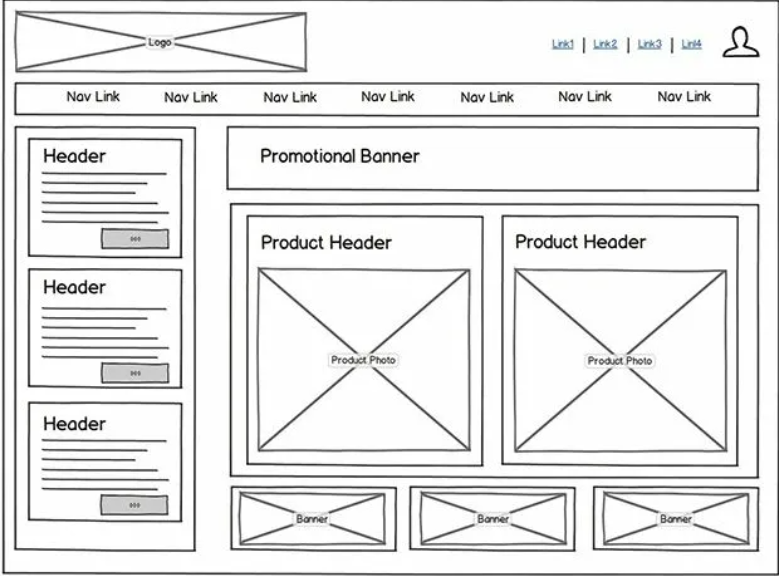 Logo
Link1 | Link2 | Link3 | Link4
Nav Link Nav Link Nav Link Nav Link Nav Link Nav Link Nav Link
Header
Header
Header
Promotional Banner
Product Header Product Header
Product Photo Product Photo
Banner Banner Banner